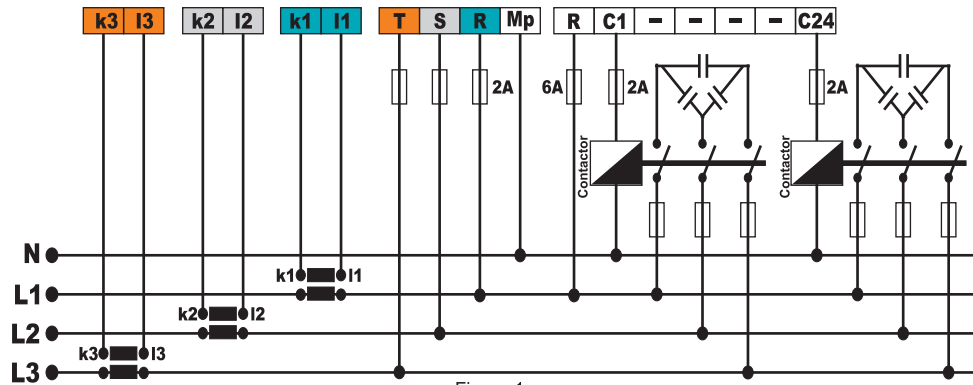 k3 l3 k2 l2 k1 l1 T S R Mp R C1 - - - - C24
2A 6A 2A 2A
Contactor Contactor
N
k1 l1
L1
k2 l2
L2
k3 l3
L3